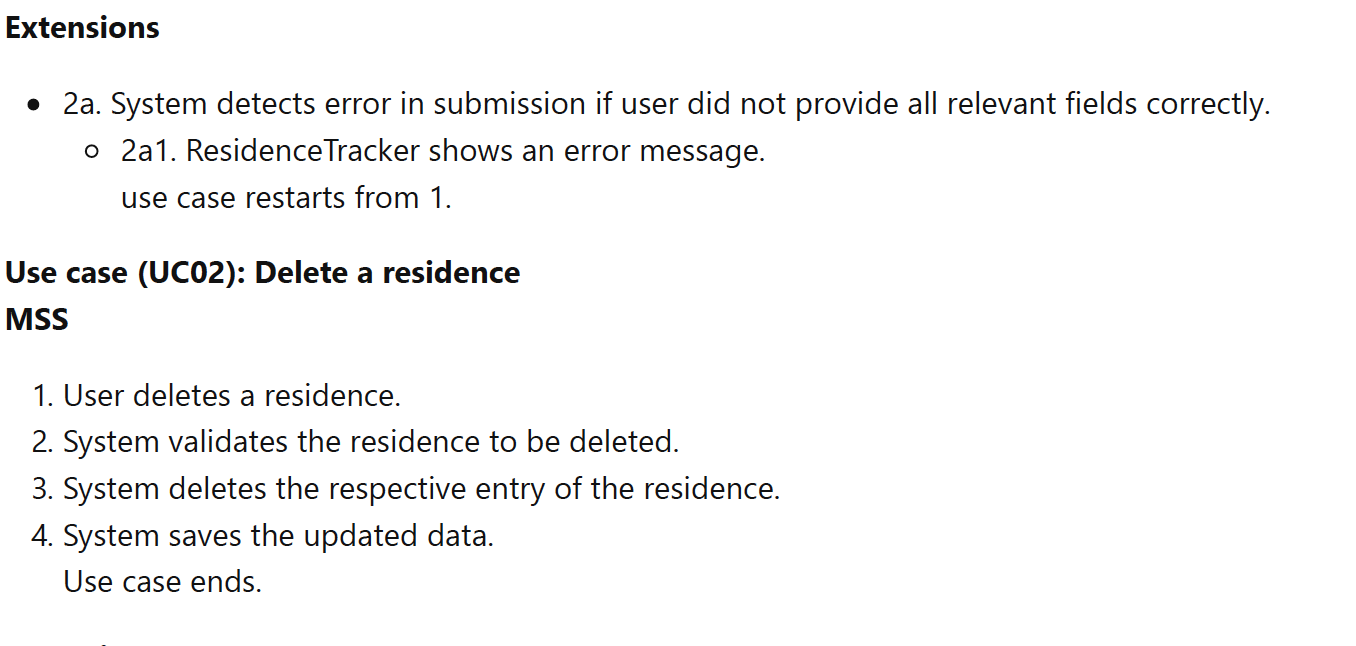 Extensions
2a. System detects error in submission if user did not provide all relevant fields correctly.
2a1. ResidenceTracker shows an error message.
use case restarts from 1.
Use case (UC02): Delete a residence
MSS
1. User deletes a residence.
2. System validates the residence to be deleted.
3. System deletes the respective entry of the residence.
4. System saves the updated data.
Use case ends.